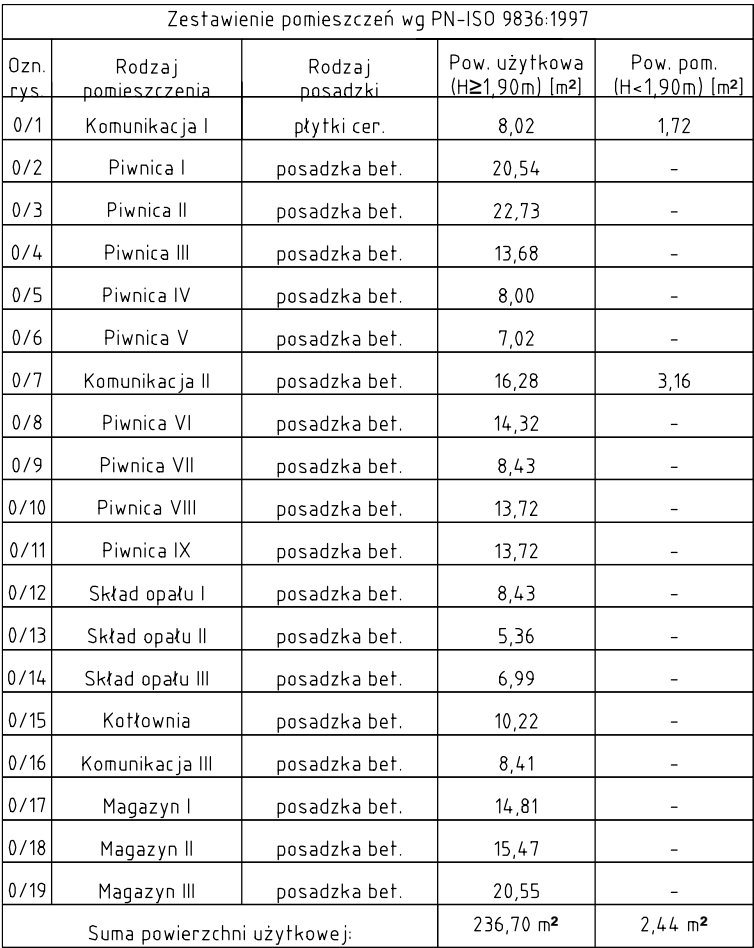 Zestawienie pomieszczeń wg PN-ISO 9836:1997
Ozn. rys. Rodzaj pomieszczenia Rodzaj posadzki Pow. użytkowa (H≥1,90m) [m²] Pow. pom. (H<1,90m) [m²]
0/1 Komunikacja I płytki cer. 8,02 1,72
0/2 Piwnica I posadzka bet. 20,54 -
0/3 Piwnica II posadzka bet. 22,73 -
0/4 Piwnica III posadzka bet. 13,68 -
0/5 Piwnica IV posadzka bet. 8,00 -
0/6 Piwnica V posadzka bet. 7,02 -
0/7 Komunikacja II posadzka bet. 16,28 3,16
0/8 Piwnica VI posadzka bet. 14,32 -
0/9 Piwnica VII posadzka bet. 8,43 -
0/10 Piwnica VIII posadzka bet. 13,72 -
0/11 Piwnica IX posadzka bet. 13,72 -
0/12 Skład opału I posadzka bet. 8,43 -
0/13 Skład opału II posadzka bet. 5,36 -
0/14 Skład opału III posadzka bet. 6,99 -
0/15 Kotłownia posadzka bet. 10,22 -
0/16 Komunikacja III posadzka bet. 8,41 -
0/17 Magazyn I posadzka bet. 14,81 -
0/18 Magazyn II posadzka bet. 15,47 -
0/19 Magazyn III posadzka bet. 20,55 -
Suma powierzchni użytkowej: 236,70 m² 2,44 m²